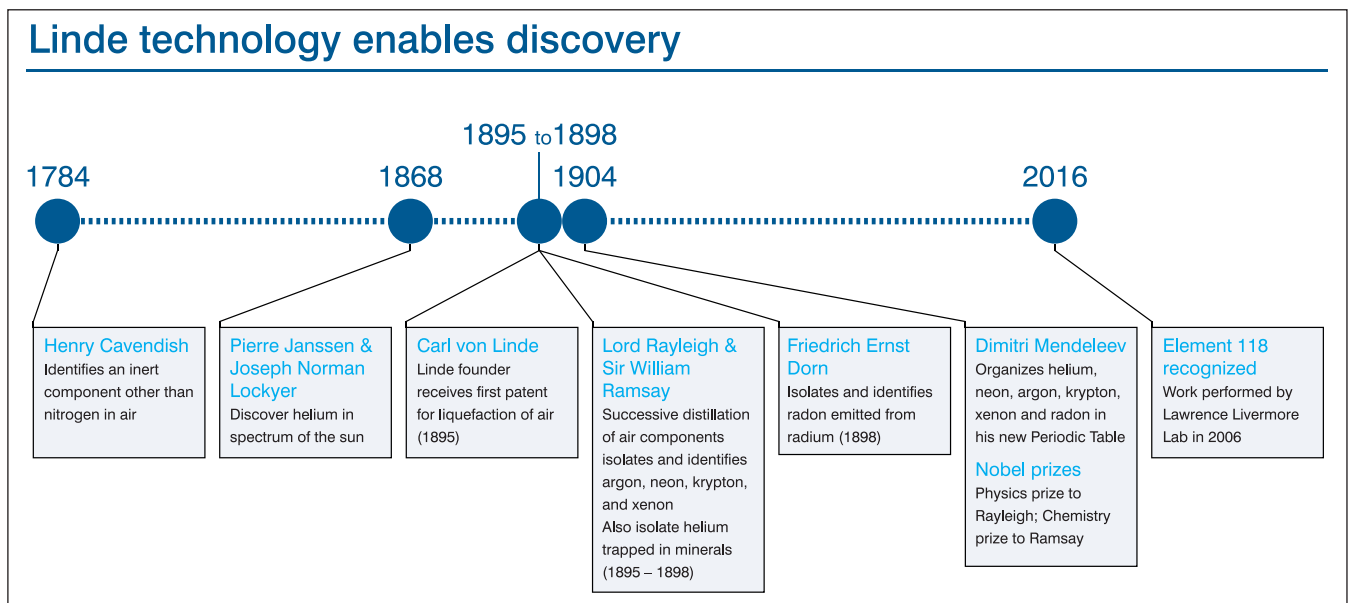 Linde technology enables discovery
1895 to 1898
1784
1868
1904
2016
Henry Cavendish
Identifies an inert
component other than
nitrogen in air
Pierre Janssen &
Joseph Norman
Lockyer
Discover helium in
spectrum of the sun
Carl von Linde
Linde founder
receives first patent
for liquefaction of air
(1895)
Lord Rayleigh &
Sir William
Ramsay
Successive distillation
of air components
isolates and identifies
argon, neon, krypton,
and xenon
Also isolate helium
trapped in minerals
(1895 – 1898)
Friedrich Ernst
Dorn
Isolates and identifies
radon emitted from
radium (1898)
Dimitri Mendeleev
Organizes helium,
neon, argon, krypton,
xenon and radon in
his new Periodic Table
Nobel prizes
Physics prize to
Rayleigh; Chemistry
prize to Ramsay
Element 118
recognized
Work performed by
Lawrence Livermore
Lab in 2006